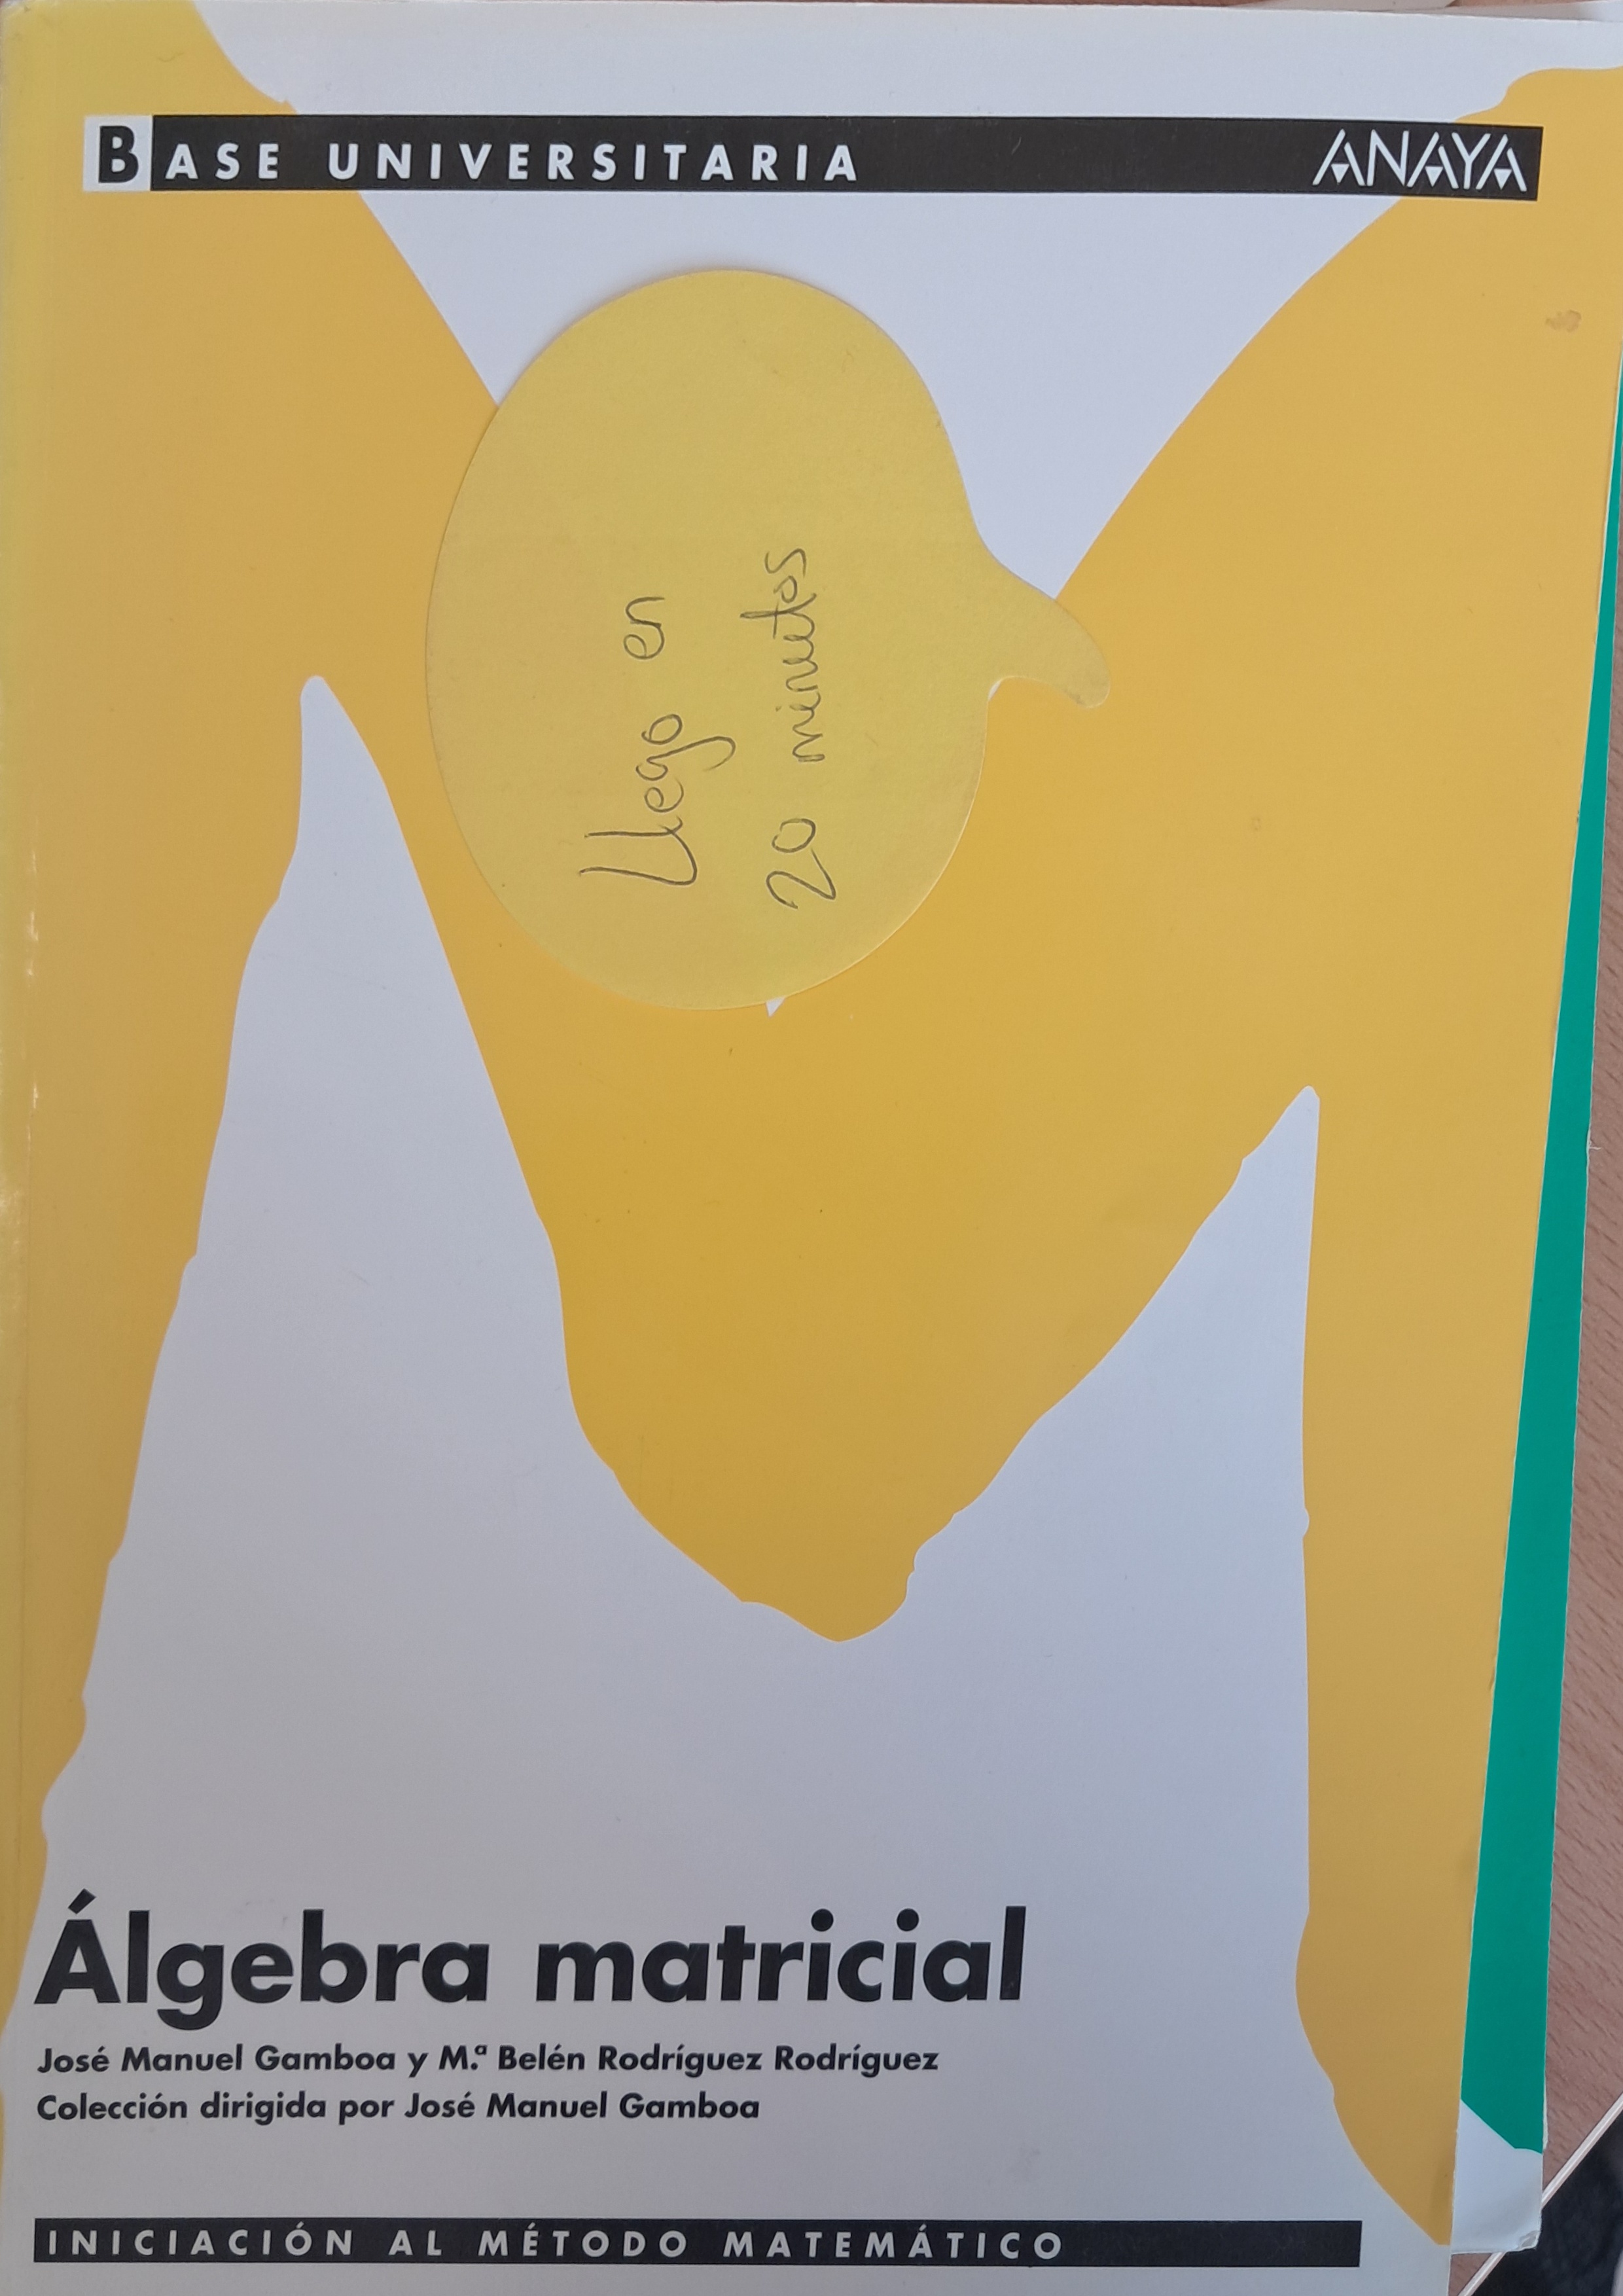 BASE UNIVERSITARIA
ANAYA
Llego en
20 minutos
Álgebra matricial
José Manuel Gamboa y M.ª Belén Rodríguez Rodríguez
Colección dirigida por José Manuel Gamboa
INICIACIÓN AL MÉTODO MATEMÁTICO